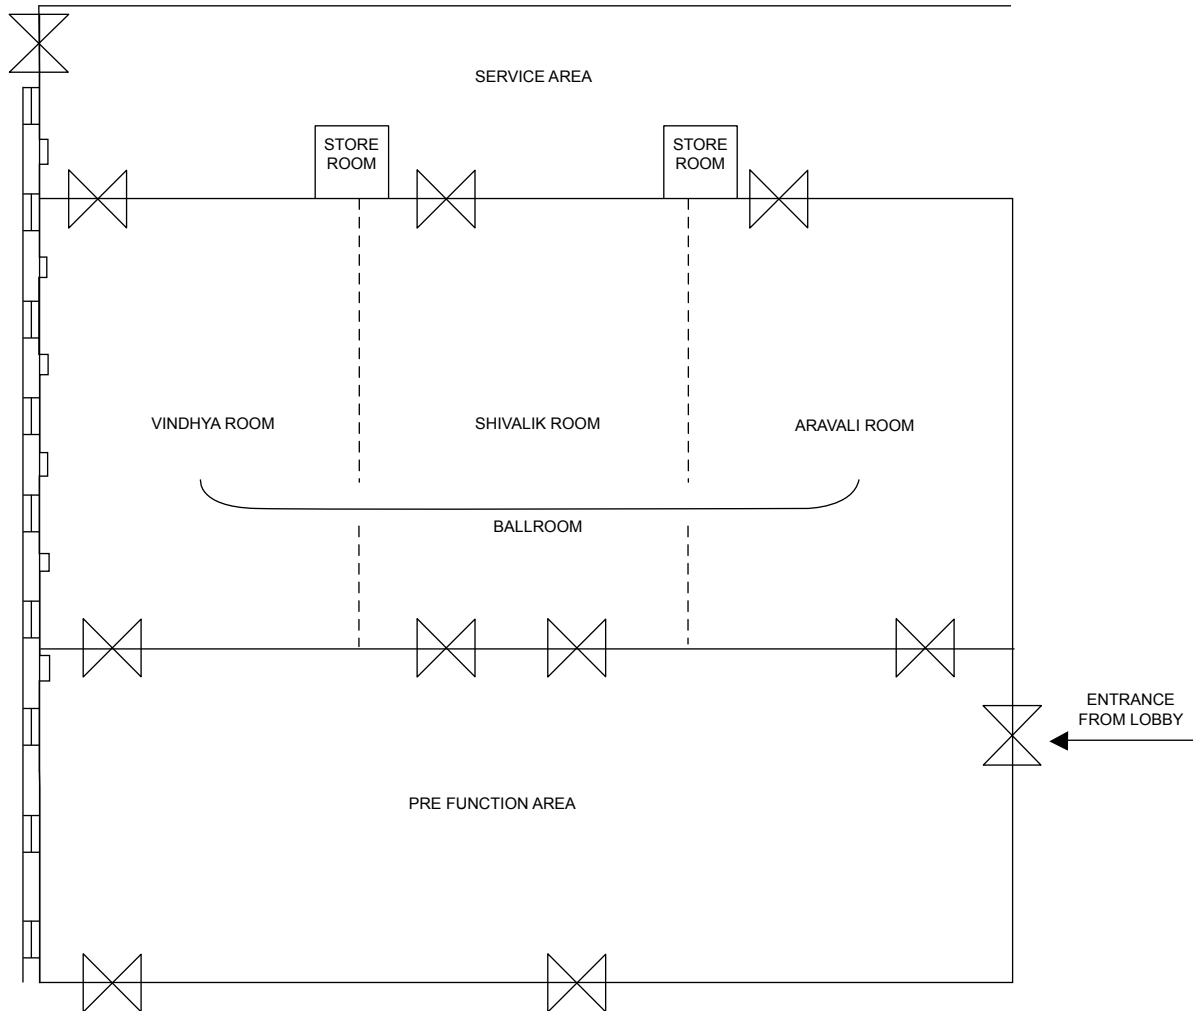 SERVICE AREA
STORE
ROOM
STORE
ROOM
VINDHYA ROOM
SHIVALIK ROOM
ARAVALI ROOM
BALLROOM
ENTRANCE
FROM LOBBY
PRE FUNCTION AREA